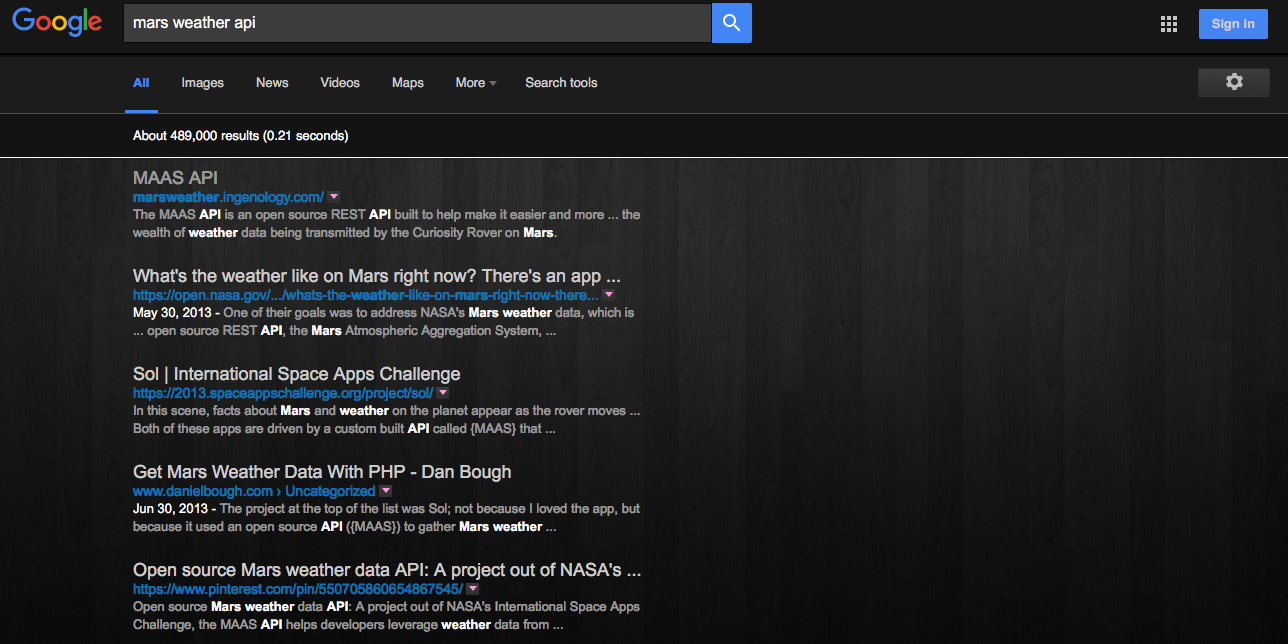 Google
mars weather api
Sign In
All Images News Videos Maps More Search tools
About 489,000 results (0.21 seconds)
MAAS API
marsweather.ingenology.com/
The MAAS API is an open source REST API built to help make it easier and more ... the
wealth of weather data being transmitted by the Curiosity Rover on Mars.
What's the weather like on Mars right now? There's an app ...
https://open.nasa.gov/.../whats-the-weather-like-on-mars-right-now-there...
May 30, 2013 - One of their goals was to address NASA's Mars weather data, which is
... open source REST API, the Mars Atmospheric Aggregation System, ...
Sol | International Space Apps Challenge
https://2013.spaceappschallenge.org/project/sol/
In this scene, facts about Mars and weather on the planet appear as the rover moves ...
Both of these apps are driven by a custom built API called {MAAS} that ...
Get Mars Weather Data With PHP - Dan Bough
www.danielbough.com › Uncategorized
Jun 30, 2013 - The project at the top of the list was Sol; not because I loved the app, but
because it used an open source API ({MAAS}) to gather Mars weather ...
Open source Mars weather data API: A project out of NASA's ...
https://www.pinterest.com/pin/550705860654867545/
Open source Mars weather data API: A project out of NASA's International Space Apps
Challenge, the MAAS API helps developers leverage weather data from ...